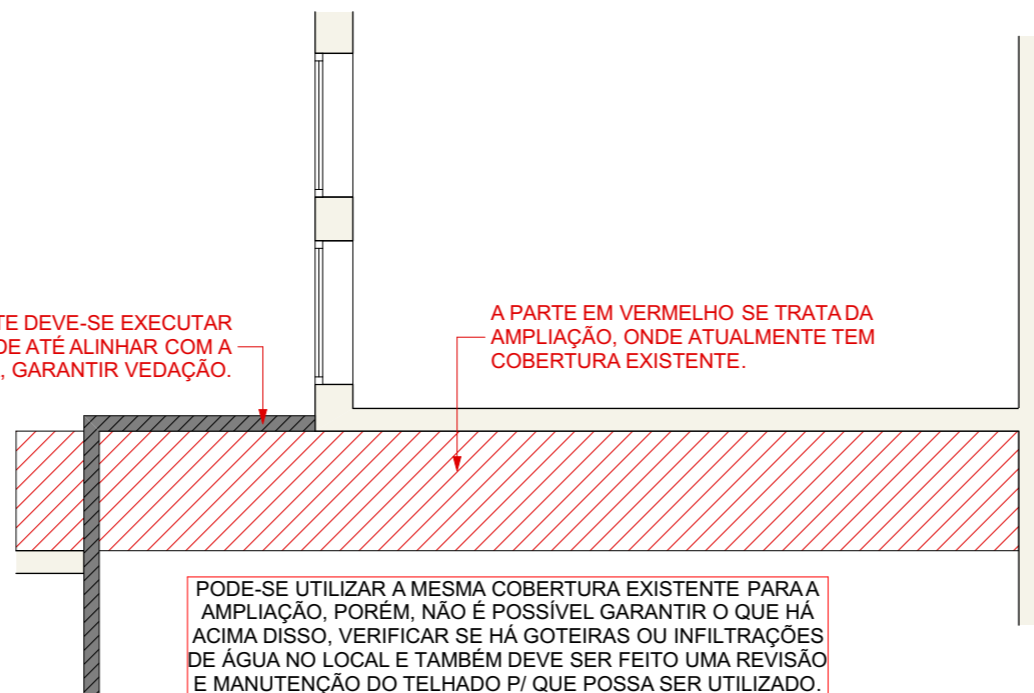 TE DEVE-SE EXECUTAR
DE ATÉ ALINHAR COM A
, GARANTIR VEDAÇÃO.
A PARTE EM VERMELHO SE TRATA DA
AMPLIAÇÃO, ONDE ATUALMENTE TEM
COBERTURA EXISTENTE.
PODE-SE UTILIZAR A MESMA COBERTURA EXISTENTE PARA A
AMPLIAÇÃO, PORÉM, NÃO É POSSÍVEL GARANTIR O QUE HÁ
ACIMA DISSO, VERIFICAR SE HÁ GOTEIRAS OU INFILTRAÇÕES
DE ÁGUA NO LOCAL E TAMBÉM DEVE SER FEITO UMA REVISÃO
E MANUTENÇÃO DO TELHADO P/ QUE POSSA SER UTILIZADO.